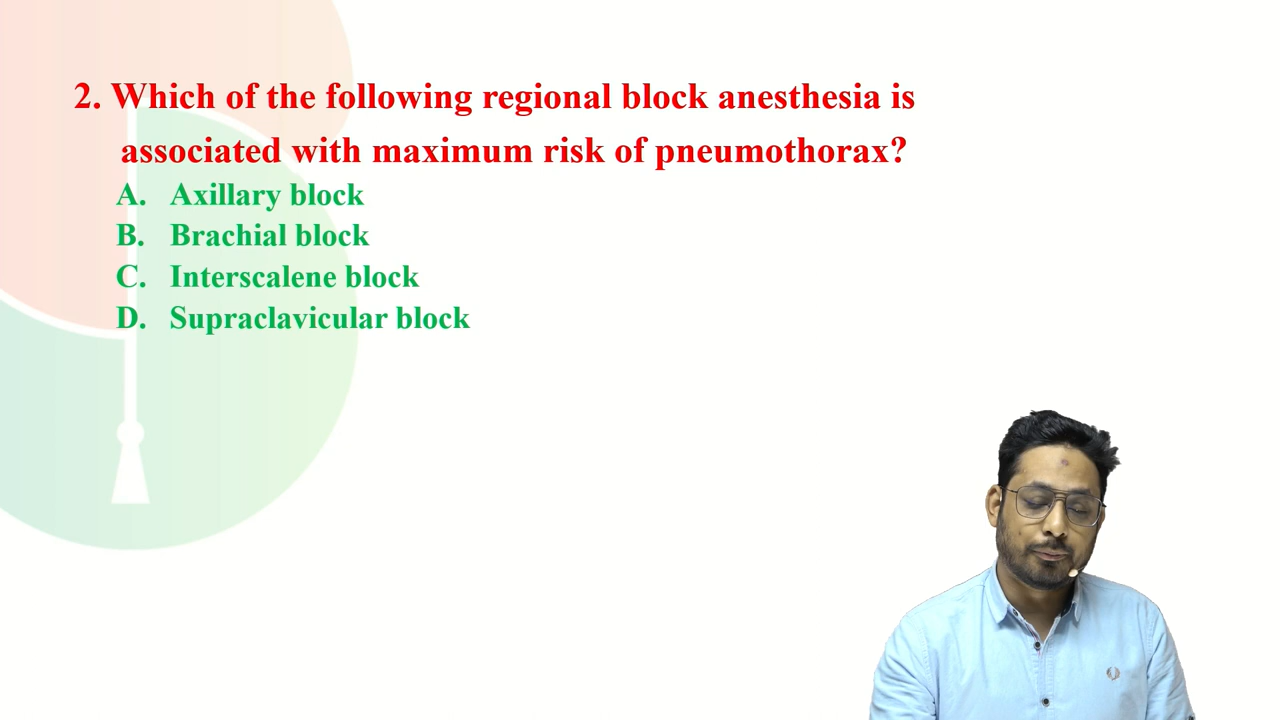 2. Which of the following regional block anesthesia is
associated with maximum risk of pneumothorax?
A. Axillary block
B. Brachial block
C. Interscalene block
D. Supraclavicular block